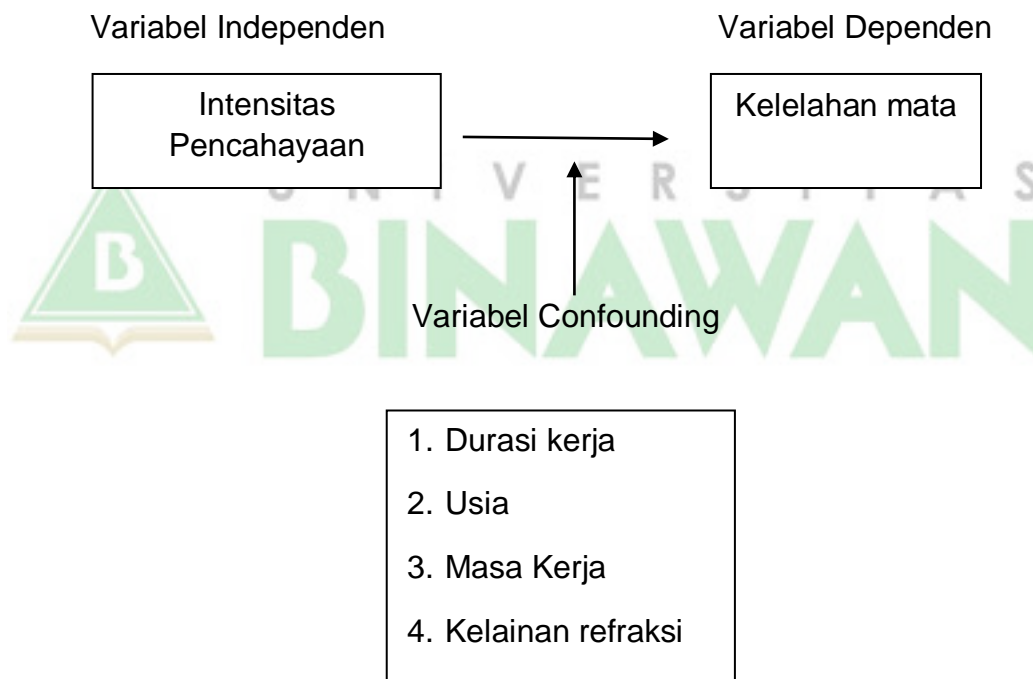 Variabel Independen
Variabel Dependen
Intensitas
Pencahayaan
Kelelahan mata
UNIVERSITAS
B
BINAWAN
Variabel Confounding
1. Durasi kerja
2. Usia
3. Masa Kerja
4. Kelainan refraksi